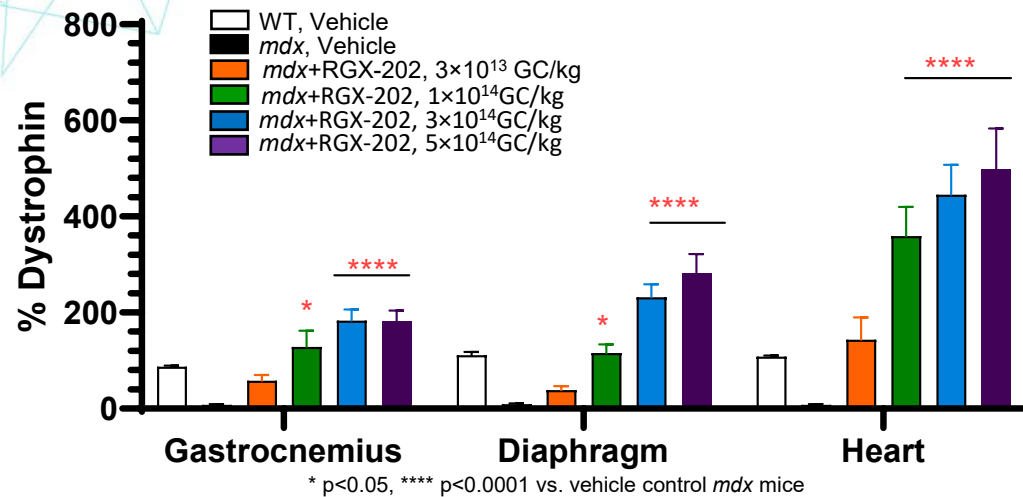 800
600
400
200
0
% Dystrophin
WT, Vehicle
mdx, Vehicle
mdx+RGX-202, 3×10¹³ GC/kg
mdx+RGX-202, 1×10¹⁴GC/kg
mdx+RGX-202, 3×10¹⁴GC/kg
mdx+RGX-202, 5×10¹⁴GC/kg
*
****
*
****
****
Gastrocnemius Diaphragm Heart
* p<0.05, **** p<0.0001 vs. vehicle control mdx mice